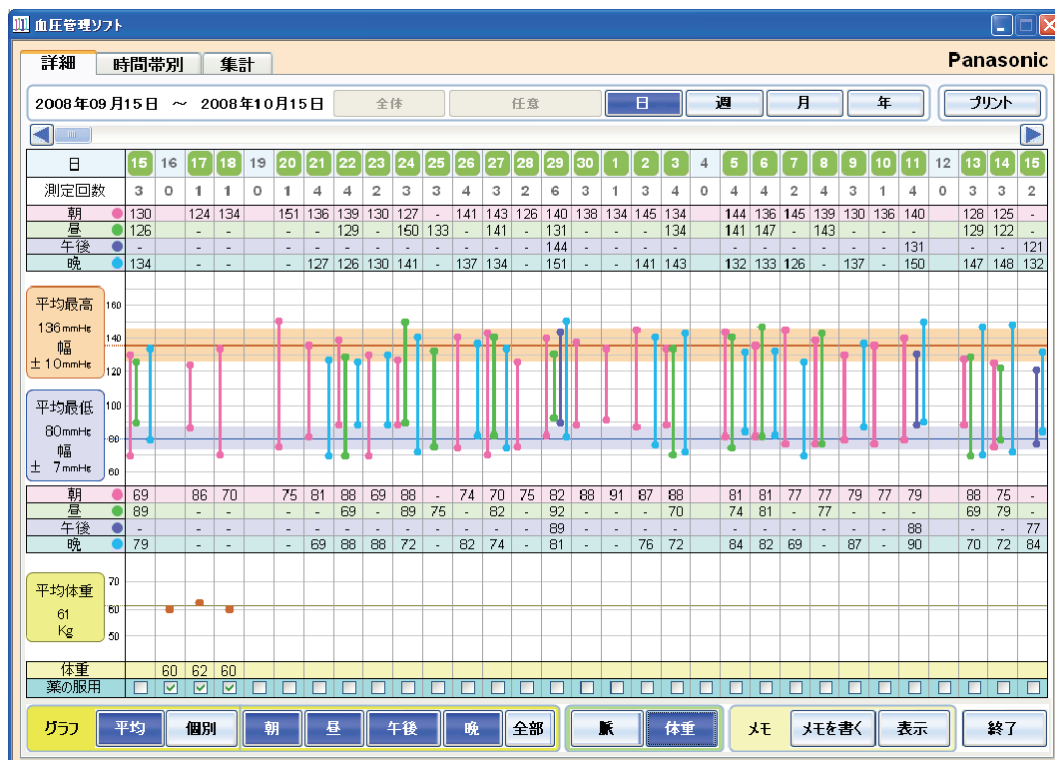 血圧管理ソフト
詳細 時間帯別 集計 Panasonic
2008年09月15日 ～ 2008年10月15日 全体 任意 日 週 月 年 プリント
日 15 16 17 18 19 20 21 22 23 24 25 26 27 28 29 30 1 2 3 4 5 6 7 8 9 10 11 12 13 14 15
測定回数 3 0 1 1 0 1 4 4 2 3 3 4 3 2 6 3 1 3 4 0 4 4 2 4 3 1 4 0 3 3 2
朝 130 124 134 151 136 139 130 127 - 141 143 126 140 138 134 145 134 144 136 145 139 130 136 140 128 125 -
昼 126 - - - - 129 - 150 133 - 141 - 131 - - - 134 141 147 - 143 - - - 129 122 -
午後 - - - - - - - - - - - - 144 - - - - - - - - - - 131 - - 121
晩 134 - - - 127 126 130 141 - 137 134 - 151 - - 141 143 132 133 126 - 137 - 150 147 148 132
平均最高
136mmHg
幅
± 10mmHg
160
140
120
平均最低
80mmHg
幅
± 7mmHg
100
80
60
朝 69 86 70 75 81 88 69 88 - 74 70 75 82 88 91 87 88 81 81 77 77 79 77 79 88 75 -
昼 89 - - - - 69 - 89 75 - 82 - 92 - - - 70 74 81 - 77 - - - 69 79 -
午後 - - - - - - - - - - - - 89 - - - - - - - - - - 88 - - 77
晩 79 - - - 69 88 88 72 - 82 74 - 81 - - 76 72 84 82 69 - 87 - 90 70 72 84
平均体重
61
Kg
70
60
50
体重 60 62 60
薬の服用
グラフ 平均 個別 朝 昼 午後 晩 全部 脈 体重 メモ メモを書く 表示 終了